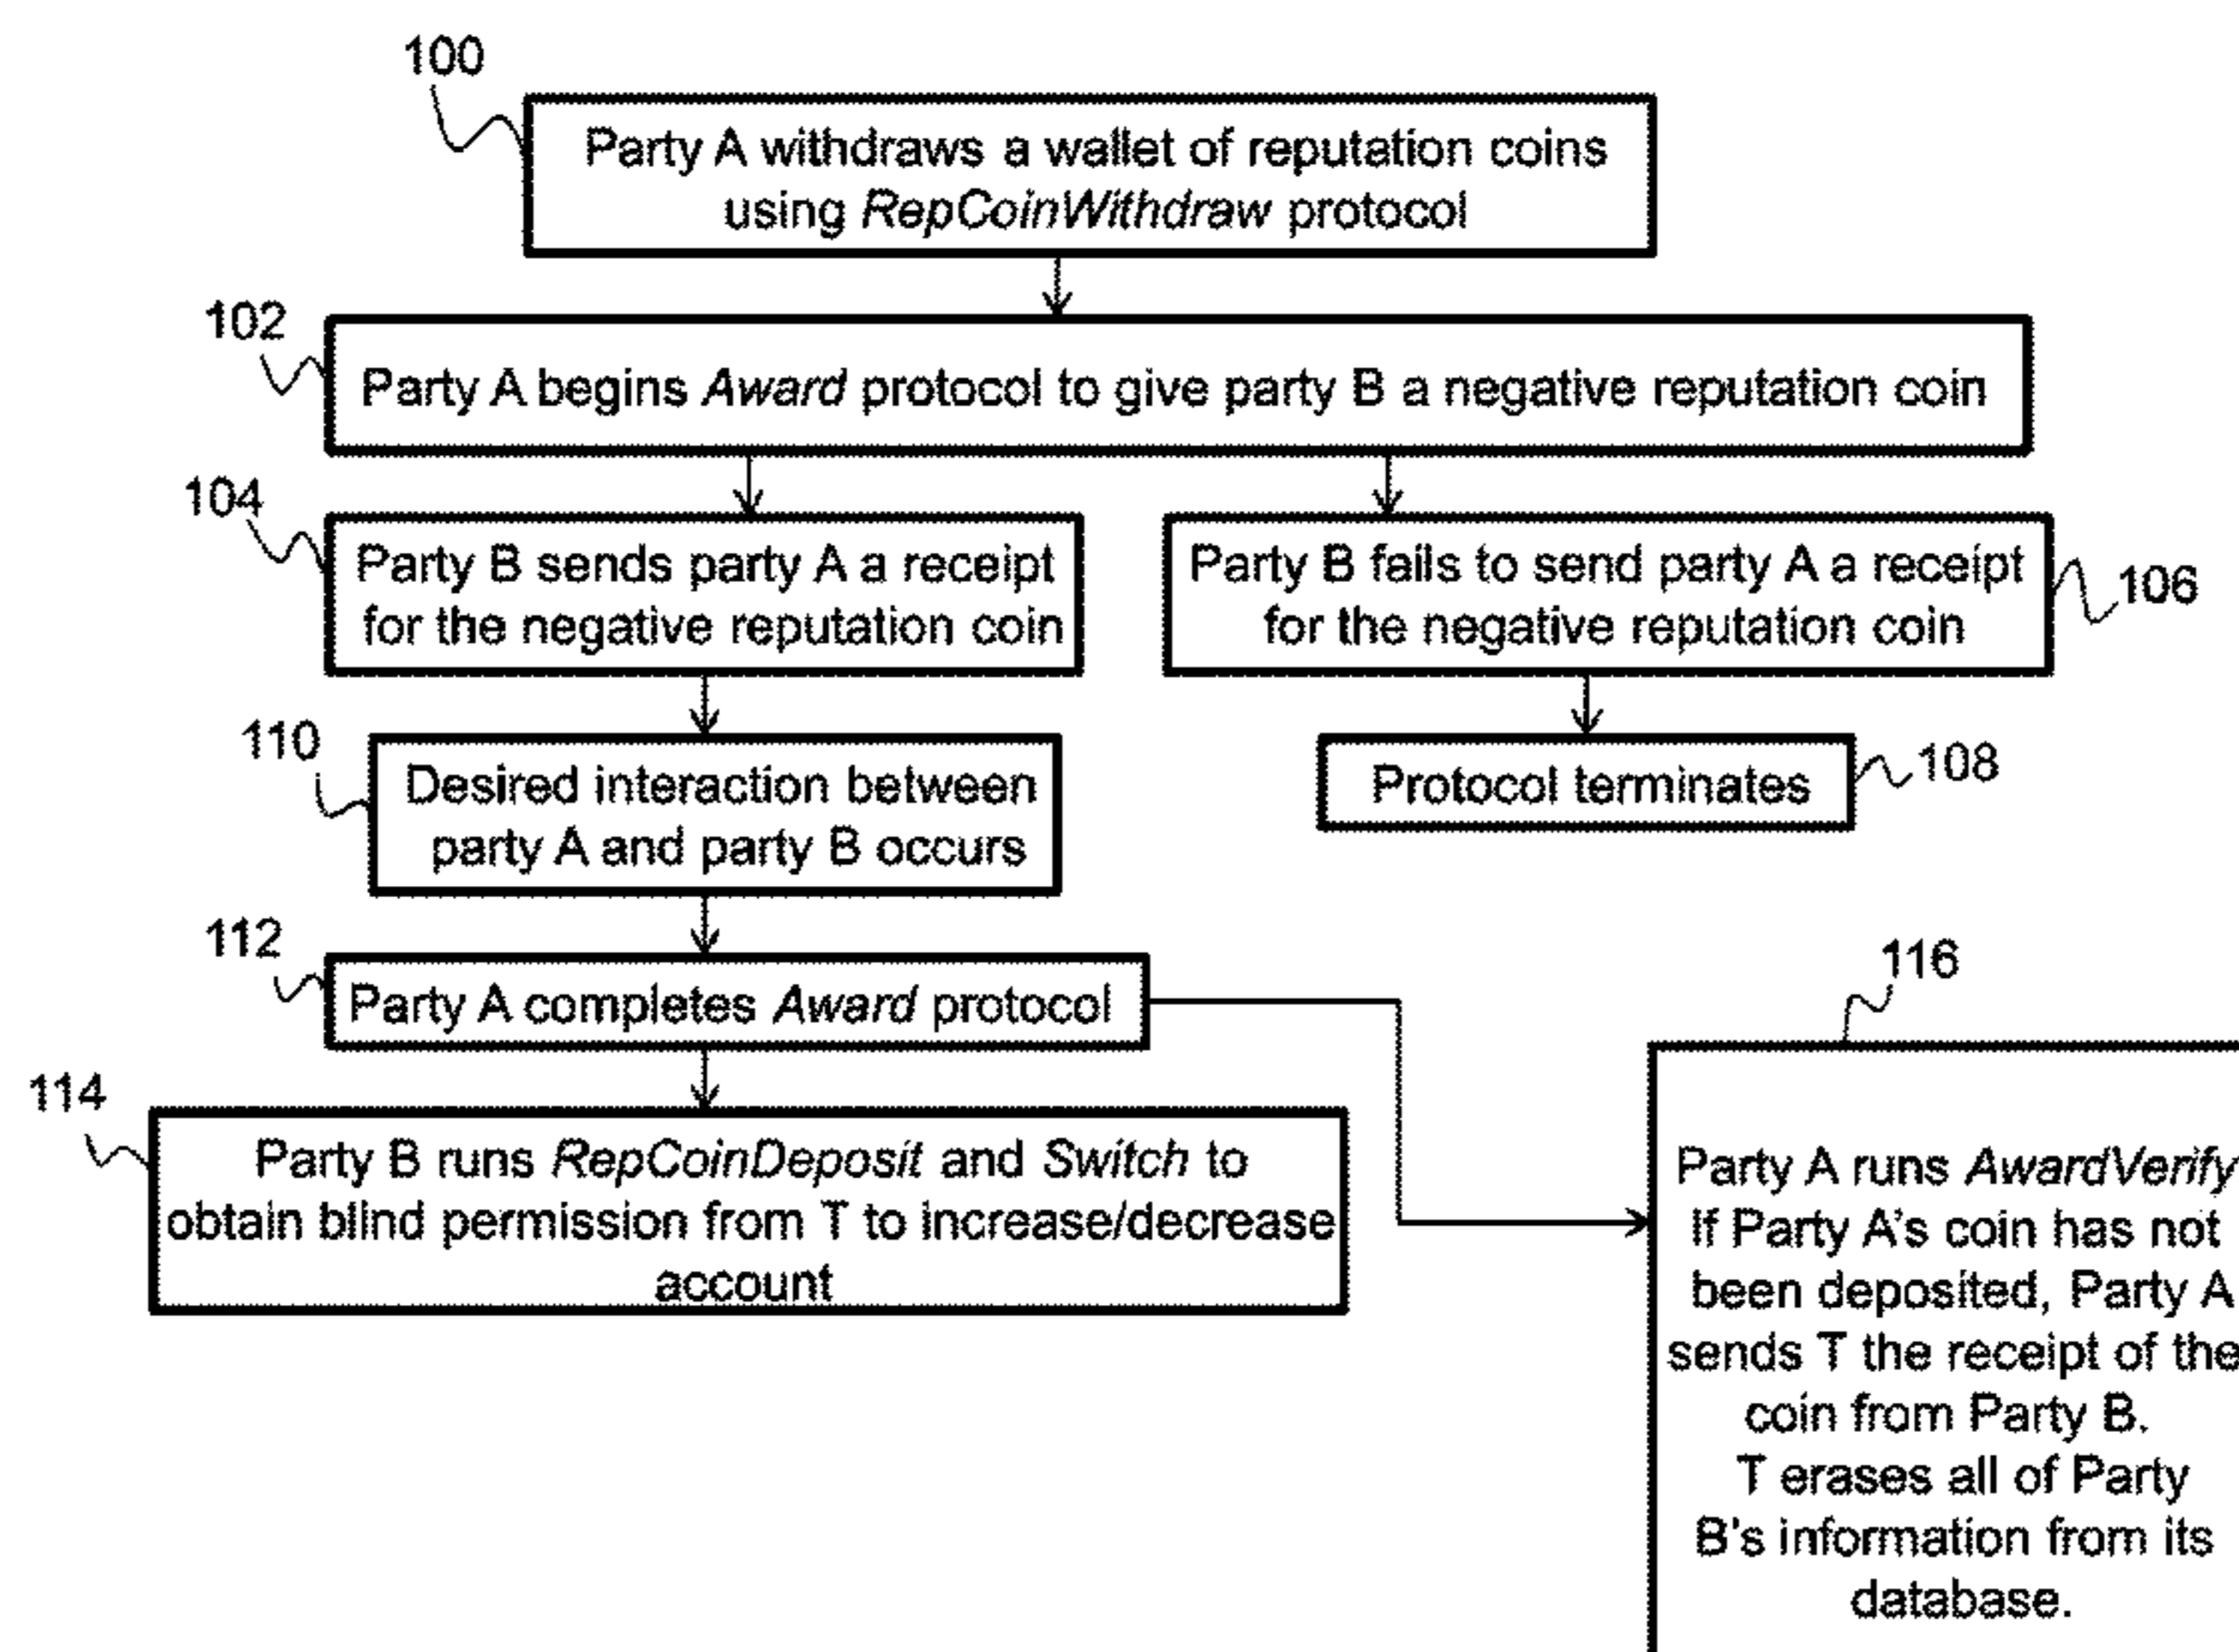 100
Party A withdraws a wallet of reputation coins
using RepCoinWithdraw protocol
102
Party A begins Award protocol to give party B a negative reputation coin
104
Party B sends party A a receipt
for the negative reputation coin
Party B fails to send party A a receipt
for the negative reputation coin
106
110
Desired interaction between
party A and party B occurs
Protocol terminates
108
112
Party A completes Award protocol
114
Party B runs RepCoinDeposit and Switch to
obtain blind permission from T to increase/decrease
account
116
Party A runs AwardVerify
If Party A's coin has not
been deposited, Party A
sends T the receipt of the
coin from Party B.
T erases all of Party
B's information from its
database.